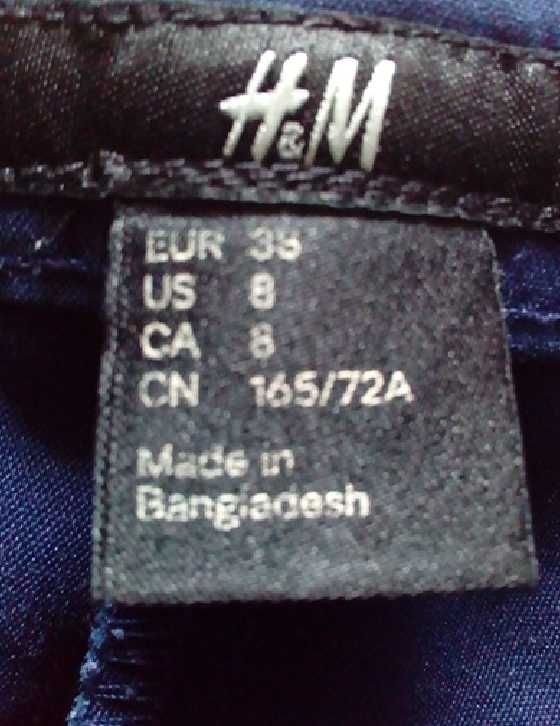 H&M
EUR 38
US 8
CA 8
CN 165/72A
Made in
Bangladesh